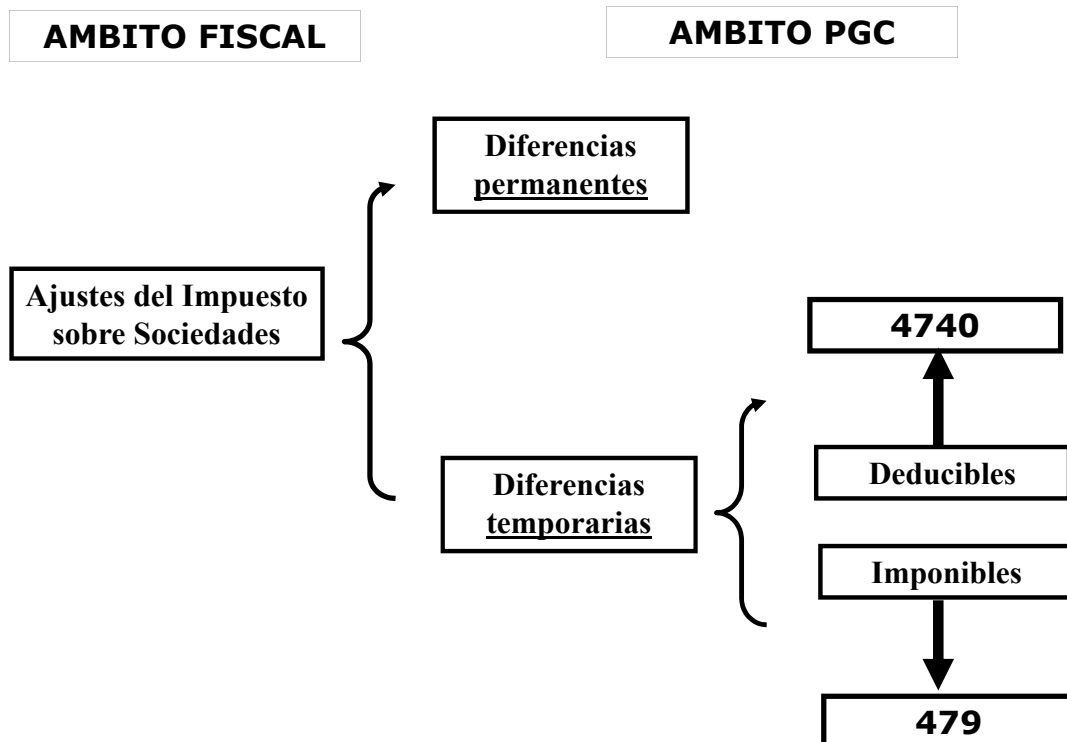 AMBITO FISCAL
AMBITO PGC
Diferencias
permanentes
Ajustes del Impuesto
sobre Sociedades
4740
Deducibles
Diferencias
temporarias
Imponibles
479